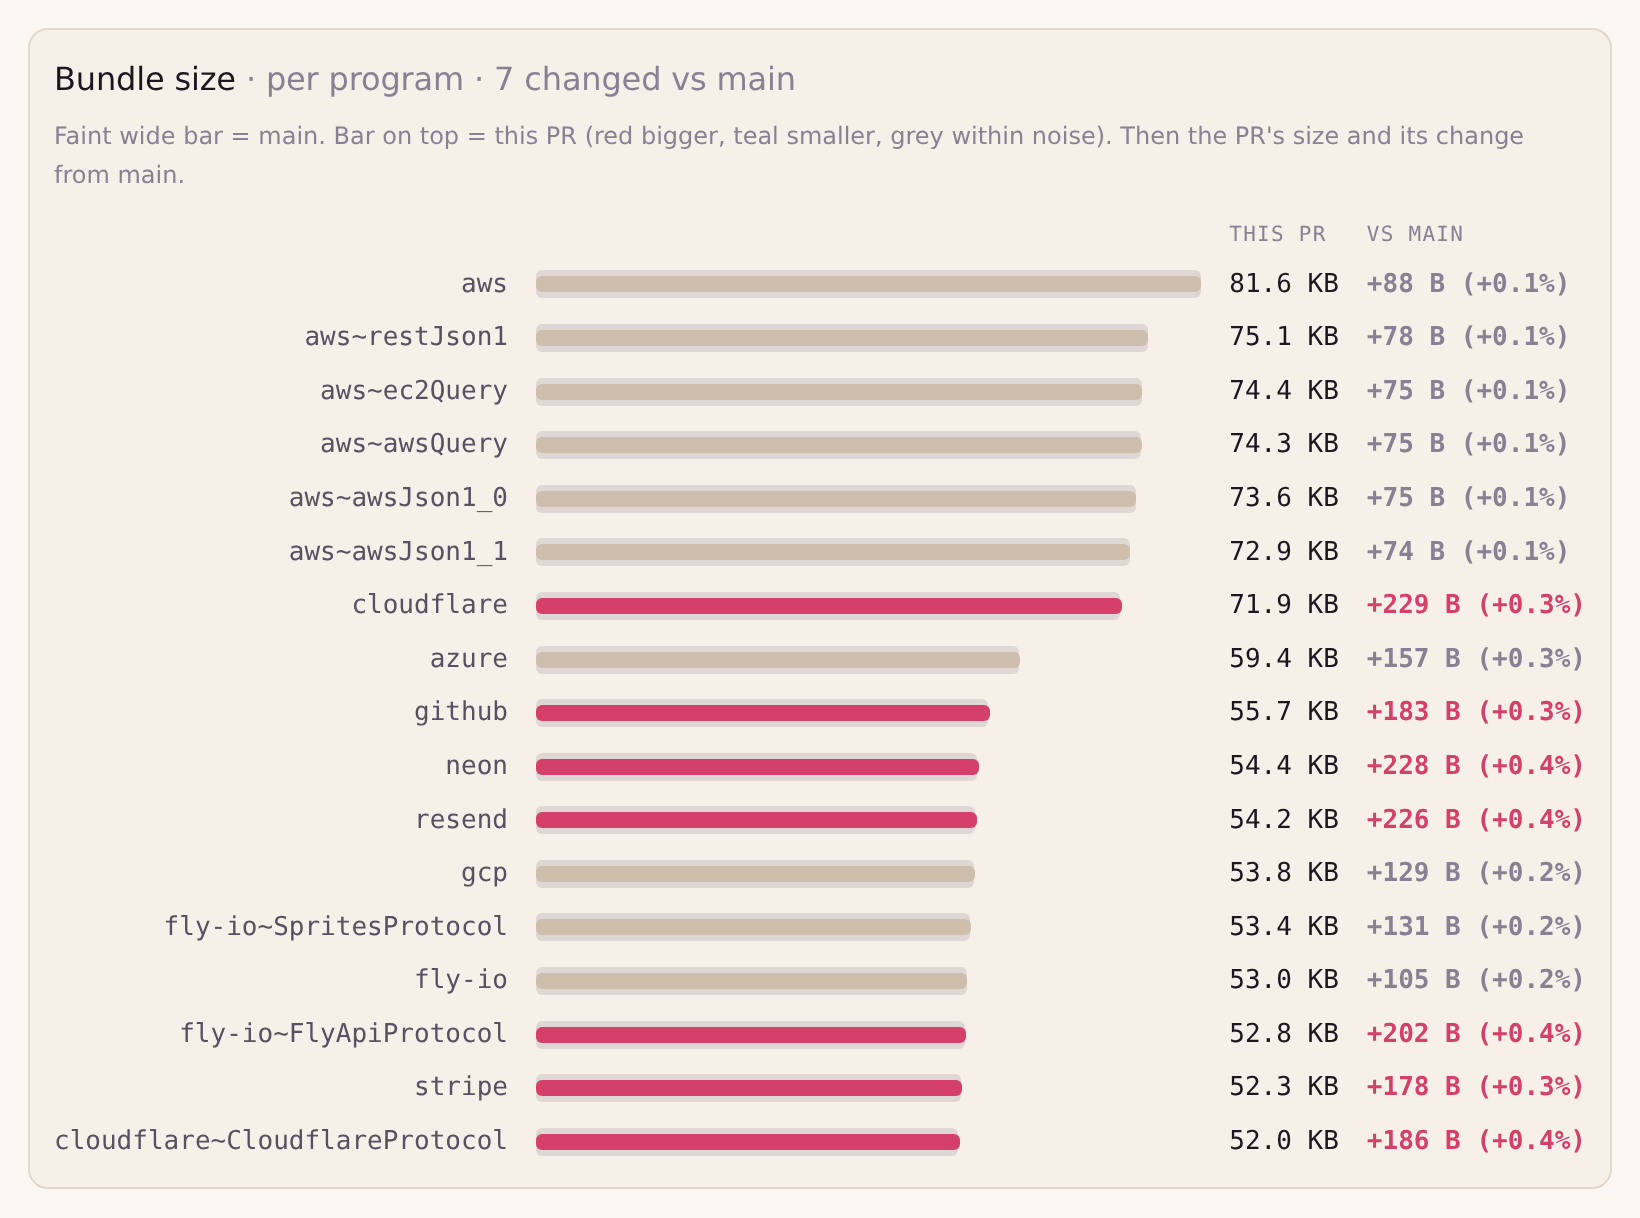 Bundle size · per program · 7 changed vs main
Faint wide bar = main. Bar on top = this PR (red bigger, teal smaller, grey within noise). Then the PR's size and its change
from main.
THIS PR VS MAIN
aws 81.6 KB +88 B (+0.1%)
aws~restJson1 75.1 KB +78 B (+0.1%)
aws~ec2Query 74.4 KB +75 B (+0.1%)
aws~awsQuery 74.3 KB +75 B (+0.1%)
aws~awsJson1_0 73.6 KB +75 B (+0.1%)
aws~awsJson1_1 72.9 KB +74 B (+0.1%)
cloudflare 71.9 KB +229 B (+0.3%)
azure 59.4 KB +157 B (+0.3%)
github 55.7 KB +183 B (+0.3%)
neon 54.4 KB +228 B (+0.4%)
resend 54.2 KB +226 B (+0.4%)
gcp 53.8 KB +129 B (+0.2%)
fly-io~SpritesProtocol 53.4 KB +131 B (+0.2%)
fly-io 53.0 KB +105 B (+0.2%)
fly-io~FlyApiProtocol 52.8 KB +202 B (+0.4%)
stripe 52.3 KB +178 B (+0.3%)
cloudflare~CloudflareProtocol 52.0 KB +186 B (+0.4%)